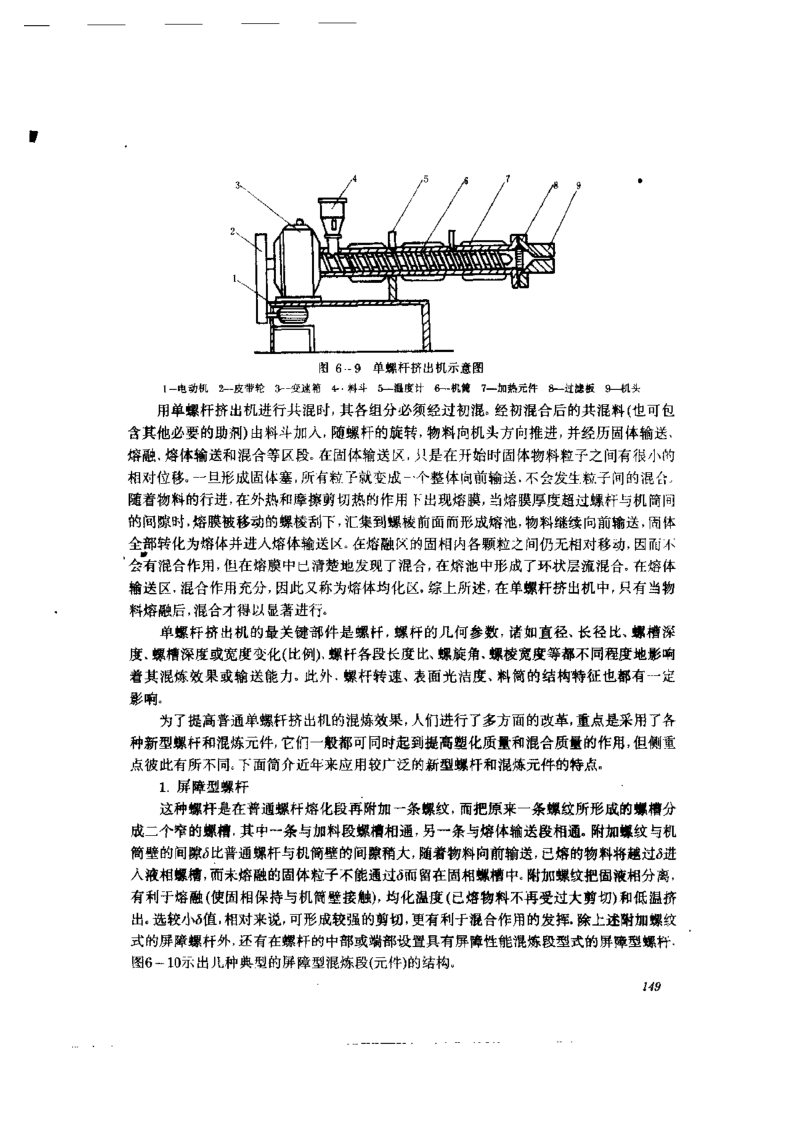 3
4
5
6
7
8
9
2
1
图 6-9 单螺杆挤出机示意图
1—电动机 2—皮带轮 3—变速箱 4—料斗 5—温度计 6—机筒 7—加热元件 8—过滤板 9—机头
用单螺杆挤出机进行共混时,其各组分必须经过初混。经初混合后的共混料(也可包
含其他必要的助剂)由料斗加入,随螺杆的旋转,物料向机头方向推进,并经历固体输送、
熔融、熔体输送和混合等区段。在固体输送区,只是在开始时固体物料粒子之间有很小的
相对位移。一旦形成固体塞,所有粒子就变成一个整体向前输送,不会发生粒子间的混合。
随着物料的行进,在外热和摩擦剪切热的作用下出现熔膜,当熔膜厚度超过螺杆与机筒间
的间隙时,熔膜被移动的螺棱刮下,汇集到螺棱前面而形成熔池,物料继续向前输送,固体
全部转化为熔体并进入熔体输送区。在熔融区的固相内各颗粒之间仍无相对移动,因而不
会有混合作用,但在熔膜中已清楚地发现了混合,在熔池中形成了环状层流混合。在熔体
输送区,混合作用充分,因此又称为熔体均化区。综上所述,在单螺杆挤出机中,只有当物
料熔融后,混合才得以显著进行。
单螺杆挤出机的最关键部件是螺杆,螺杆的几何参数,诸如直径、长径比、螺槽深
度、螺槽深度或宽度变化(比例)、螺杆各段长度比、螺旋角、螺棱宽度等都不同程度地影响
着其混炼效果或输送能力。此外,螺杆转速、表面光洁度、料筒的结构特征也都有一定
影响。
为了提高普通单螺杆挤出机的混炼效果,人们进行了多方面的改革,重点是采用了各
种新型螺杆和混炼元件,它们一般都可同时起到提高塑化质量和混合质量的作用,但侧重
点彼此有所不同。下面简介近年来应用较广泛的新型螺杆和混炼元件的特点。
1. 屏障型螺杆
这种螺杆是在普通螺杆熔化段再附加一条螺纹,而把原来一条螺纹所形成的螺槽分
成二个窄的螺槽,其中一条与加料段螺槽相通,另一条与熔体输送段相通。附加螺纹与机
筒壁的间隙δ比普通螺杆与机筒壁的间隙稍大,随着物料向前输送,已熔的物料将越过δ进
入液相螺槽,而未熔融的固体粒子不能通过δ而留在固相螺槽中。附加螺纹把固液相分离,
有利于熔融(使固相保持与机筒壁接触),均化温度(已熔物料不再受过大剪切)和低温挤
出。选较小δ值,相对来说,可形成较强的剪切,更有利于混合作用的发挥。除上述附加螺纹
式的屏障螺杆外,还有在螺杆的中部或端部设置具有屏障性能混炼段型式的屏障型螺杆.
图6-10示出几种典型的屏障型混炼段(元件)的结构。
149